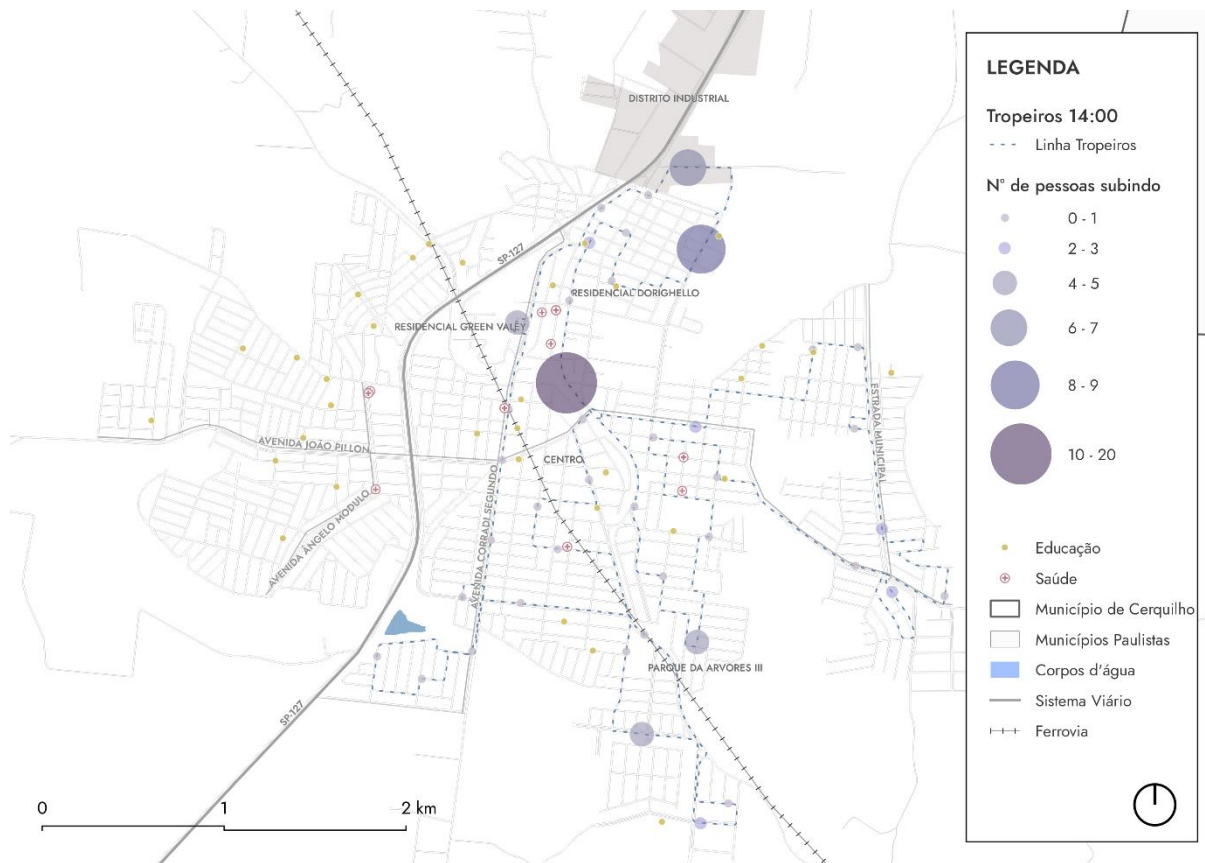 DISTRITO INDUSTRIAL
SP-127
RESIDENCIAL DORIGHELLO
RESIDENCIAL GREEN VALEY
ESTRADA MUNICIPAL
AVENIDA JOÃO PILLON
CENTRO
AVENIDA ÂNGELO MODULO
AVENIDA CORRADI SEGUNDO
PARQUE DA ARVORES III
SP-127
0 1 2 km
LEGENDA
Tropeiros 14:00
Linha Tropeiros
N° de pessoas subindo
0 - 1
2 - 3
4 - 5
6 - 7
8 - 9
10 - 20
Educação
Saúde
Município de Cerquilho
Municípios Paulistas
Corpos d'água
Sistema Viário
Ferrovia